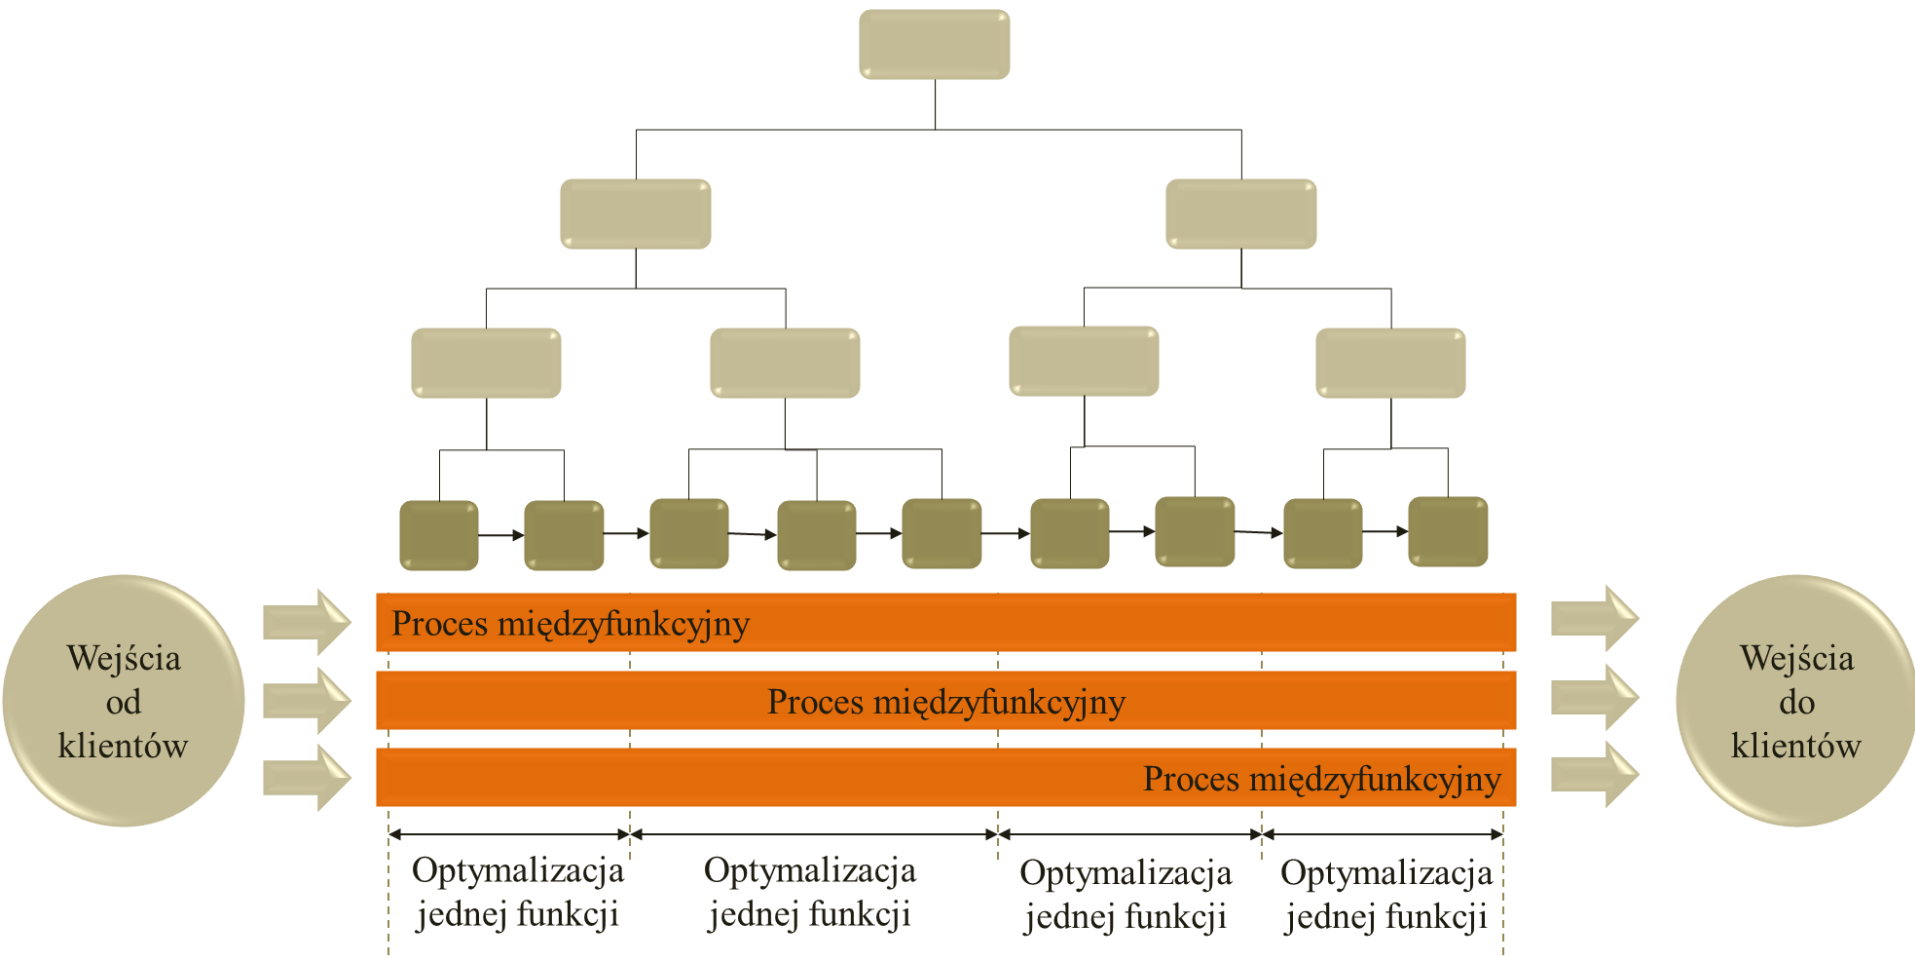 Proces międzyfunkcyjny
Wejścia
od
klientów
Proces międzyfunkcyjny
Wejścia
do
klientów
Proces międzyfunkcyjny
Optymalizacja
jednej funkcji
Optymalizacja
jednej funkcji
Optymalizacja
jednej funkcji
Optymalizacja
jednej funkcji